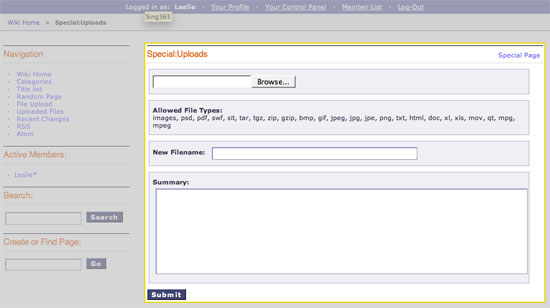 Logged in as: Leslie · Your Profile · Your Control Panel · Member List · Log-Out
Sing365
Wiki Home > Special:Uploads
Navigation
· Wiki Home
· Categories
· Title list
· Random Page
· File Upload
· Uploaded Files
· Recent Changes
· RSS
· Atom
Active Members:
· Leslie*
Search:
Search
Create or Find Page:
Go
Special:Uploads
Special Page
Browse...
Allowed File Types:
images, psd, pdf, swf, sit, tar, tgz, zip, gzip, bmp, gif, jpeg, jpg, jpe, png, txt, html, doc, xl, xls, mov, qt, mpg,
mpeg
New Filename:
Summary:
Submit